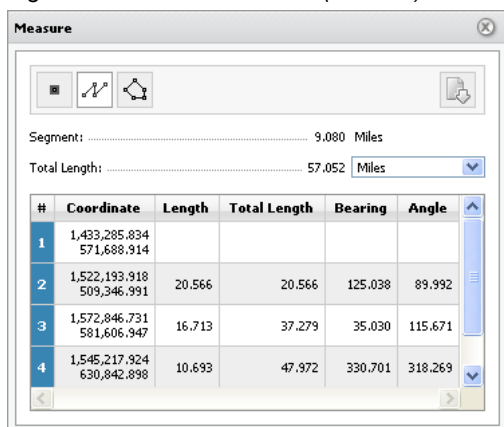 Measure
Segment: 9.080 Miles
Total Length: 57.052 Miles
# Coordinate Length Total Length Bearing Angle
1 1,433,285.834
571,688.914
2 1,522,193.918
509,346.991 20.566 20.566 125.038 89.992
3 1,572,846.731
581,606.947 16.713 37.279 35.030 115.671
4 1,545,217.924
630,842.898 10.693 47.972 330.701 318.269